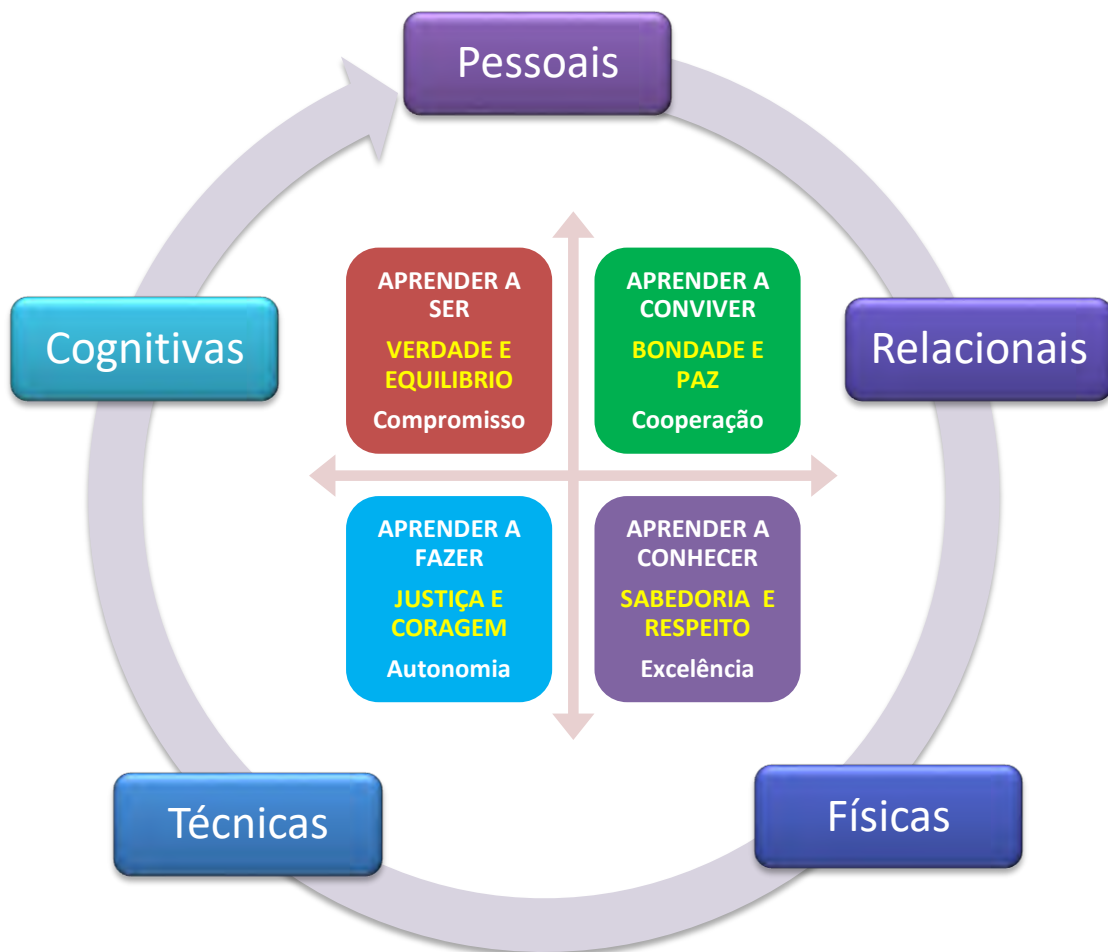 Pessoais
Cognitivas
Relacionais
APRENDER A
SER
VERDADE E
EQUILIBRIO
Compromisso
APRENDER A
CONVIVER
BONDADE E
PAZ
Cooperação
APRENDER A
FAZER
JUSTIÇA E
CORAGEM
Autonomia
APRENDER A
CONHECER
SABEDORIA  E
RESPEITO
Excelência
Técnicas
Físicas